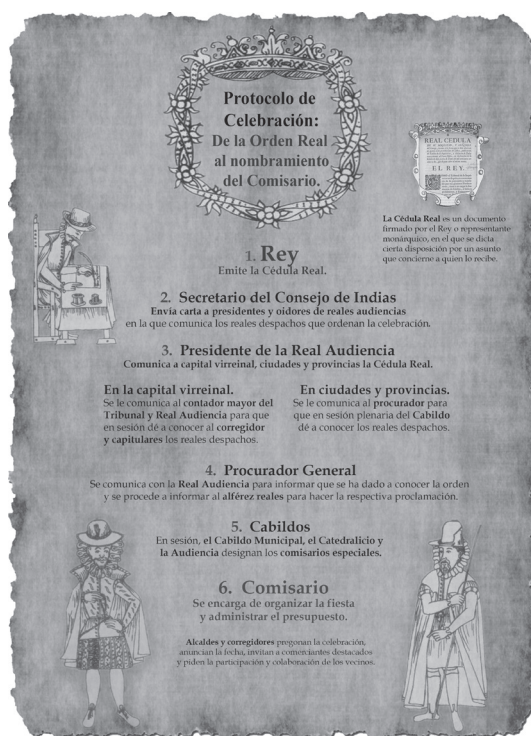 Protocolo de
Celebración:
De la Orden Real
al nombramiento
del Comisario.
REAL CEDULA
EL REY.
La Cédula Real es un documento
firmado por el Rey o representante
monárquico, en el que se dicta
cierta disposición por un asunto
que concierne a quien lo recibe.
1. Rey
Emite la Cédula Real.
2. Secretario del Consejo de Indias
Envía carta a presidentes y oidores de reales audiencias
en la que comunica los reales despachos que ordenan la celebración.
3. Presidente de la Real Audiencia
Comunica a capital virreinal, ciudades y provincias la Cédula Real.
En la capital virreinal.
Se le comunica al contador mayor del
Tribunal y Real Audiencia para que
en sesión dé a conocer al corregidor
y capitulares los reales despachos.
En ciudades y provincias.
Se le comunica al procurador para
que en sesión plenaria del Cabildo
dé a conocer los reales despachos.
4. Procurador General
Se comunica con la Real Audiencia para informar que se ha dado a conocer la orden
y se procede a informar al alférez reales para hacer la respectiva proclamación.
5. Cabildos
En sesión, el Cabildo Municipal, el Catedralicio y
la Audiencia designan los comisarios especiales.
6. Comisario
Se encarga de organizar la fiesta
y administrar el presupuesto.
Alcaldes y corregidores pregonan la celebración,
anuncian la fecha, invitan a comerciantes destacados
y piden la participación y colaboración de los vecinos.